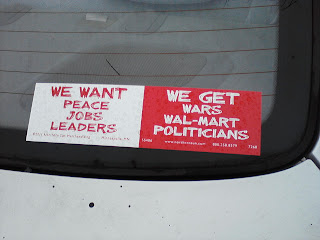 WE WANT
PEACE
JOBS
LEADERS
WE GET
WARS
WAL-MART
POLITICIANS